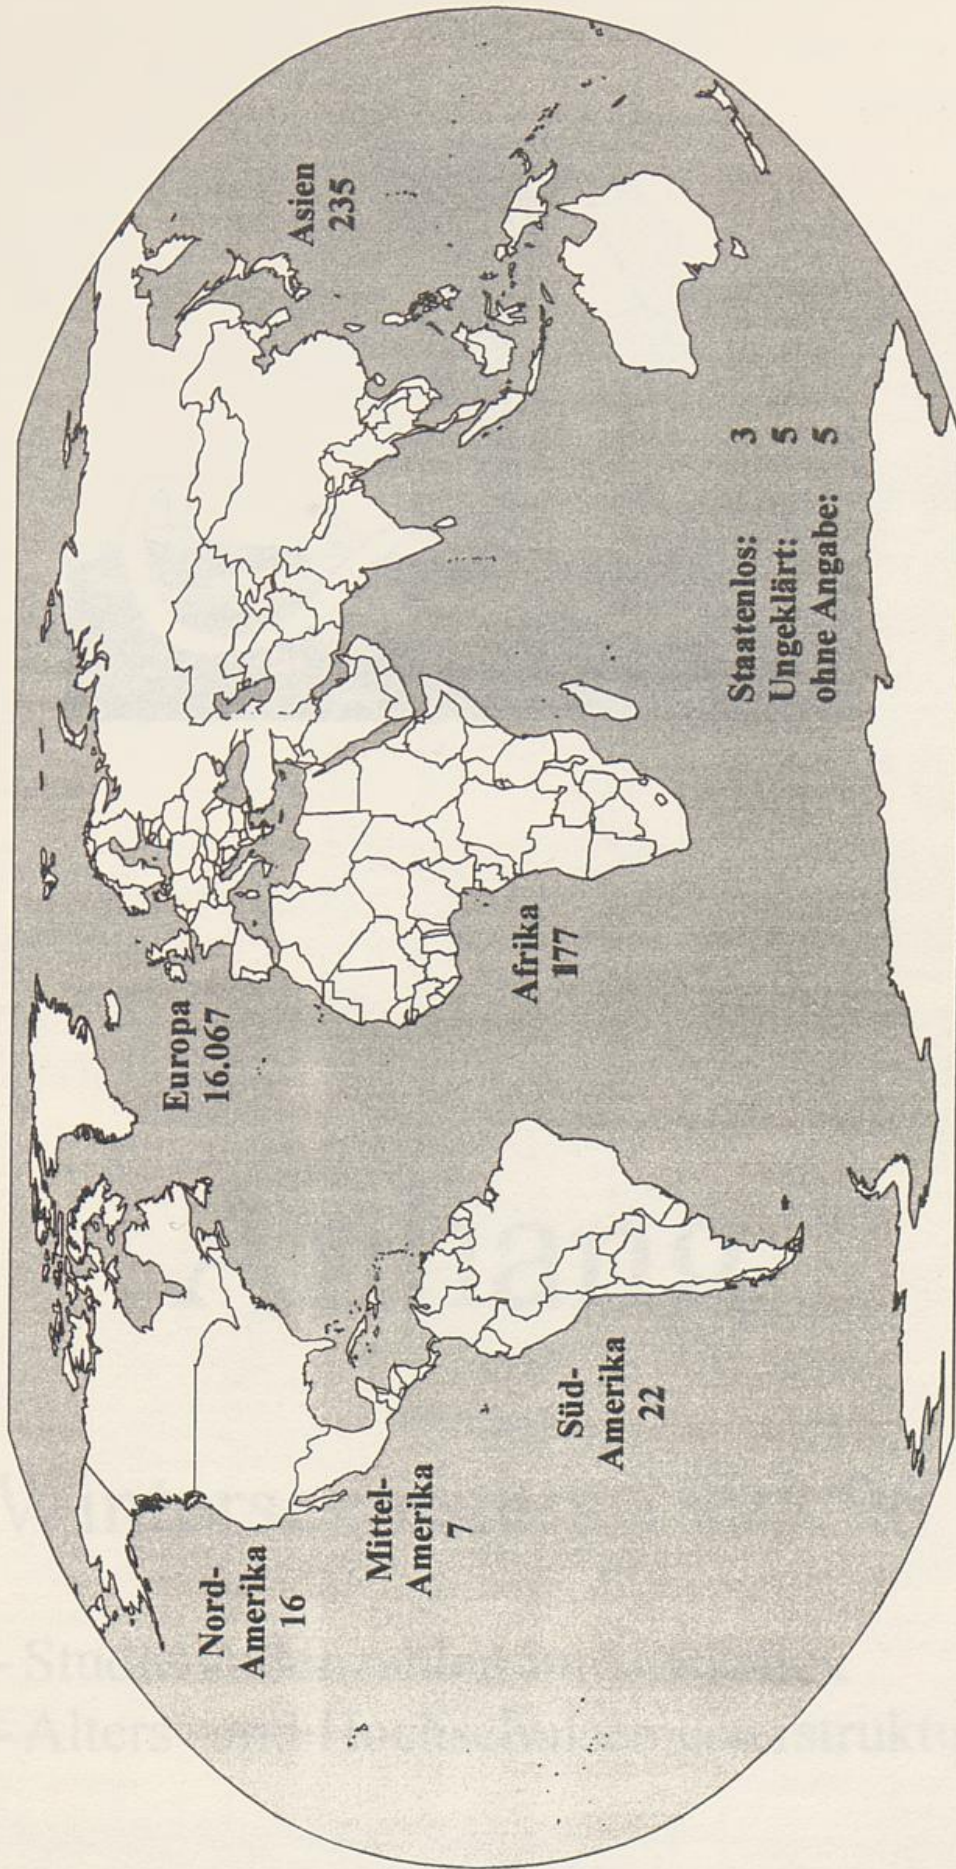 Nord-
Amerika
16
Mittel-
Amerika
7
Süd-
Amerika
22
Europa
16.067
Afrika
177
Asien
235
Staatenlos: 3
Ungeklärt: 5
ohne Angabe: 5